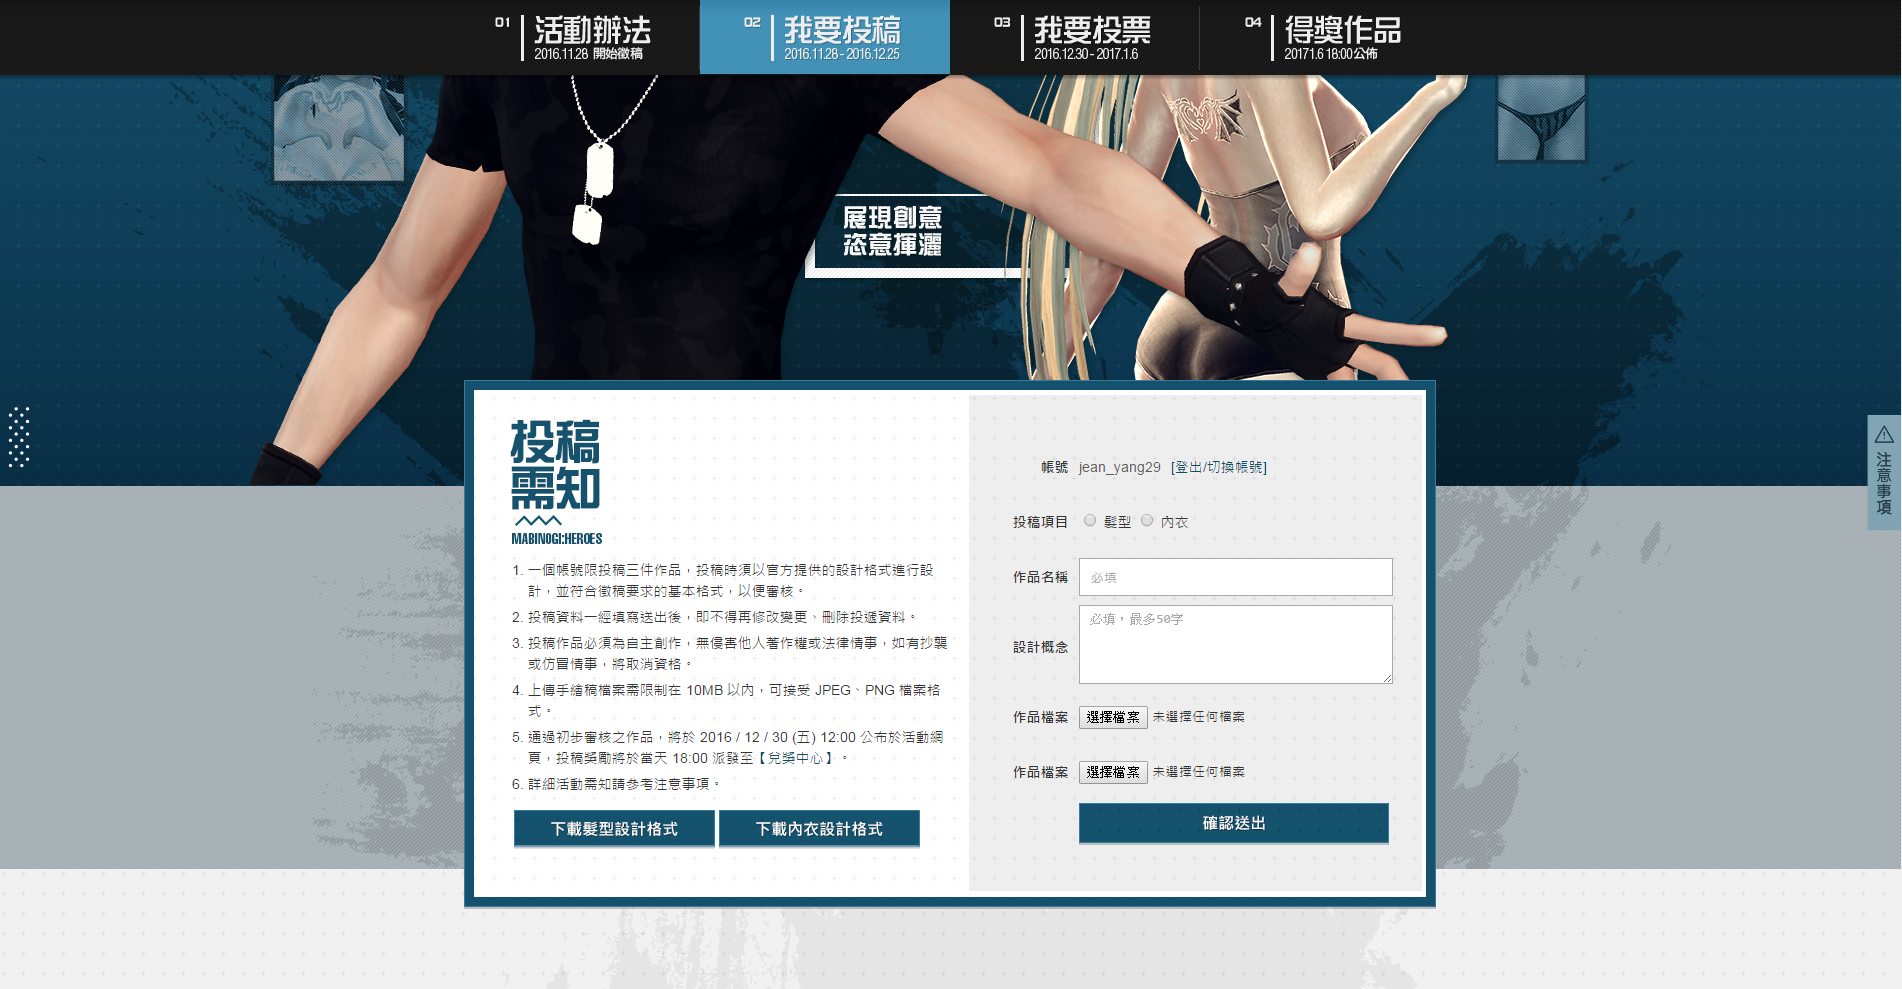 01 活動辦法
2016.11.28 開始徵稿
02 我要投稿
2016.11.28 - 2016.12.25
03 我要投票
2016.12.30 - 2017.1.6
04 得獎作品
2017.1.6 18:00公佈
展現創意
恣意揮灑
投稿
需知
MABINOGI:HEROES
1. 一個帳號限投稿三件作品，投稿時須以官方提供的設計格式進行設
計，並符合徵稿要求的基本格式，以便審核。
2. 投稿資料一經填寫送出後，即不得再修改變更、刪除投遞資料。
3. 投稿作品必須為自主創作，無侵害他人著作權或法律情事，如有抄襲
或仿冒情事，將取消資格。
4. 上傳手繪稿檔案需限制在 10MB 以內，可接受 JPEG、PNG 檔案格
式。
5. 通過初步審核之作品，將於 2016 / 12 / 30 (五) 12:00 公布於活動網
頁，投稿獎勵將於當天 18:00 派發至【兌獎中心】。
6. 詳細活動需知請參考注意事項。
下載髮型設計格式
下載內衣設計格式
帳號 jean_yang29 [登出/切換帳號]
投稿項目 髮型 內衣
作品名稱 必填
設計概念 必填，最多50字
作品檔案 選擇檔案 未選擇任何檔案
作品檔案 選擇檔案 未選擇任何檔案
確認送出
注意事項